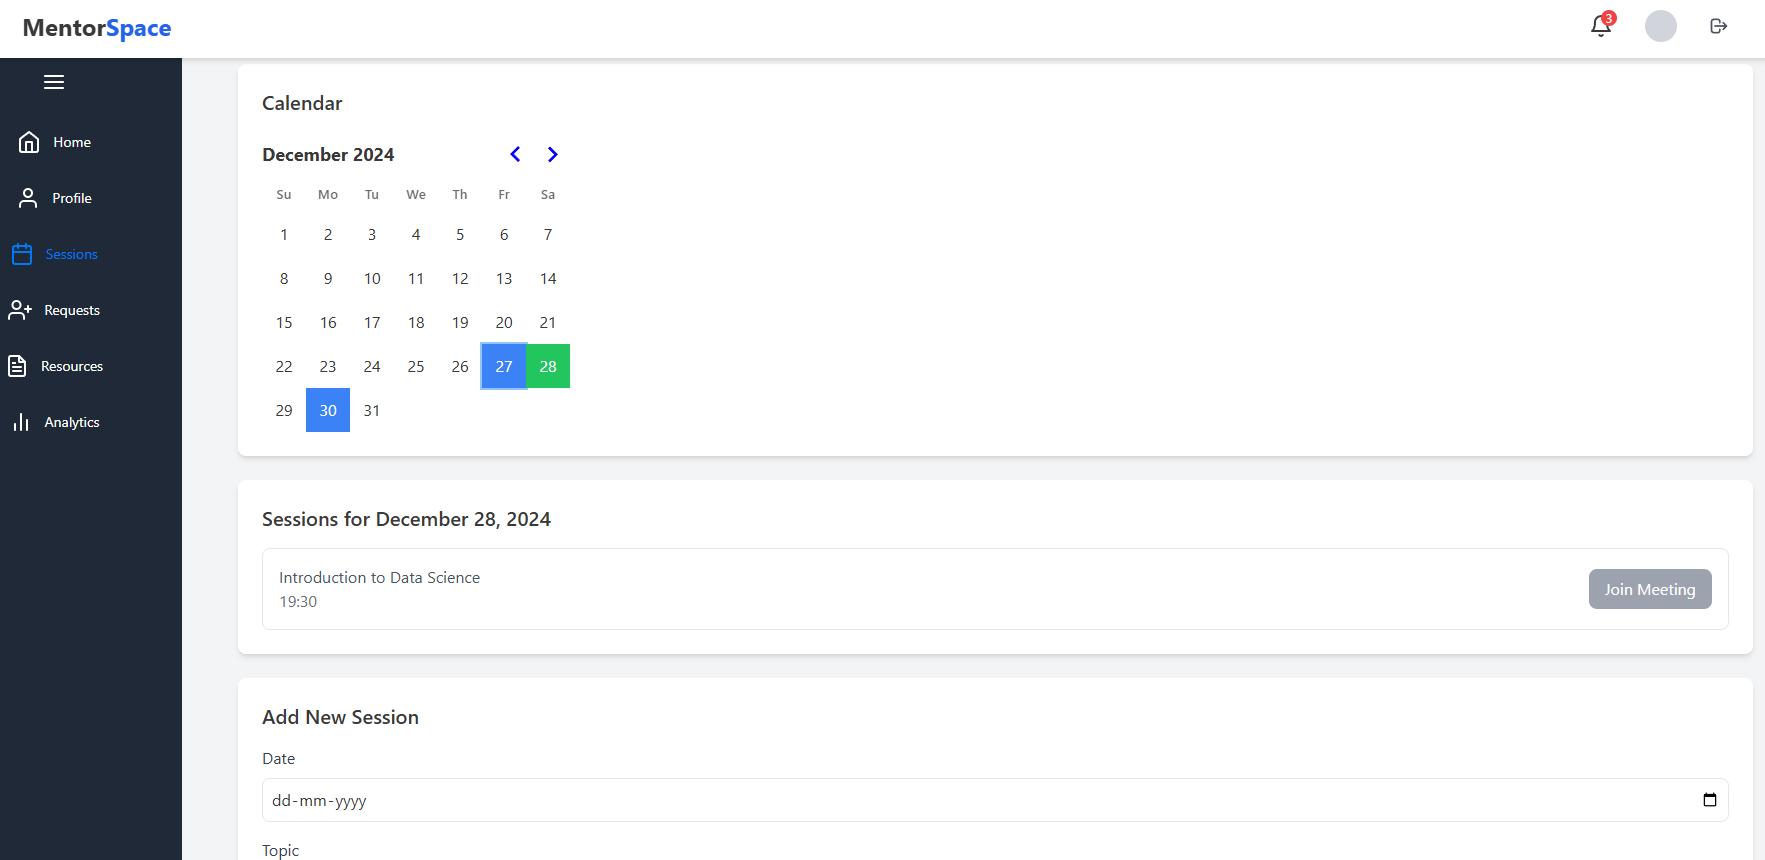 MentorSpace
3
Home
Profile
Sessions
Requests
Resources
Analytics
Calendar
December 2024
Su Mo Tu We Th Fr Sa
1 2 3 4 5 6 7
8 9 10 11 12 13 14
15 16 17 18 19 20 21
22 23 24 25 26 27 28
29 30 31
Sessions for December 28, 2024
Introduction to Data Science
19:30
Join Meeting
Add New Session
Date
dd-mm-yyyy
Topic